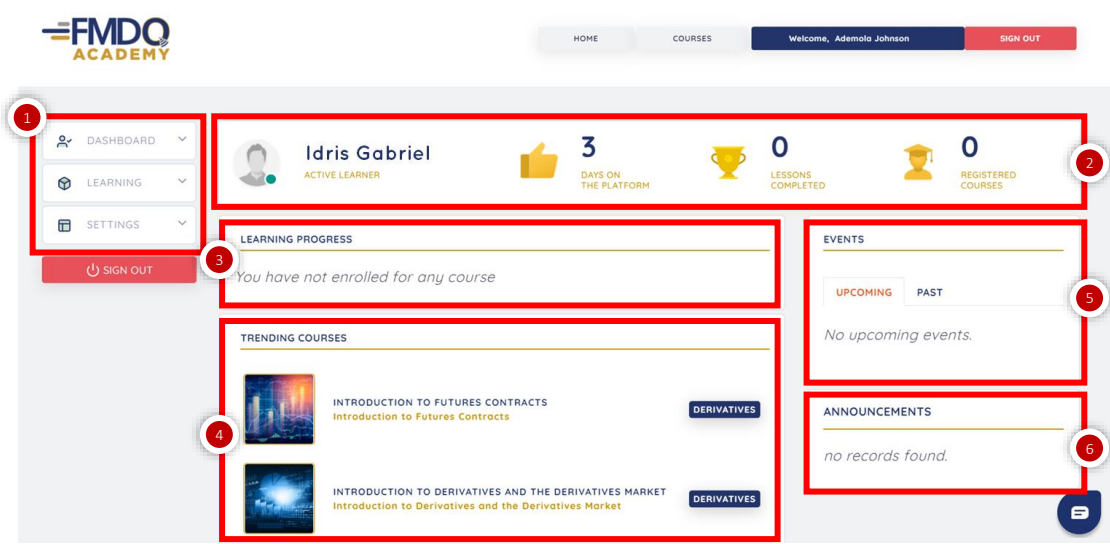 FMDQ
ACADEMY
HOME
COURSES
Welcome, Ademola Johnson
SIGN OUT
1
DASHBOARD
LEARNING
SETTINGS
SIGN OUT
2
Idris Gabriel
ACTIVE LEARNER
3
DAYS ON
THE PLATFORM
0
LESSONS
COMPLETED
0
REGISTERED
COURSES
3
LEARNING PROGRESS
You have not enrolled for any course
4
TRENDING COURSES
INTRODUCTION TO FUTURES CONTRACTS
Introduction to Futures Contracts
DERIVATIVES
INTRODUCTION TO DERIVATIVES AND THE DERIVATIVES MARKET
Introduction to Derivatives and the Derivatives Market
DERIVATIVES
5
EVENTS
UPCOMING
PAST
No upcoming events.
6
ANNOUNCEMENTS
no records found.